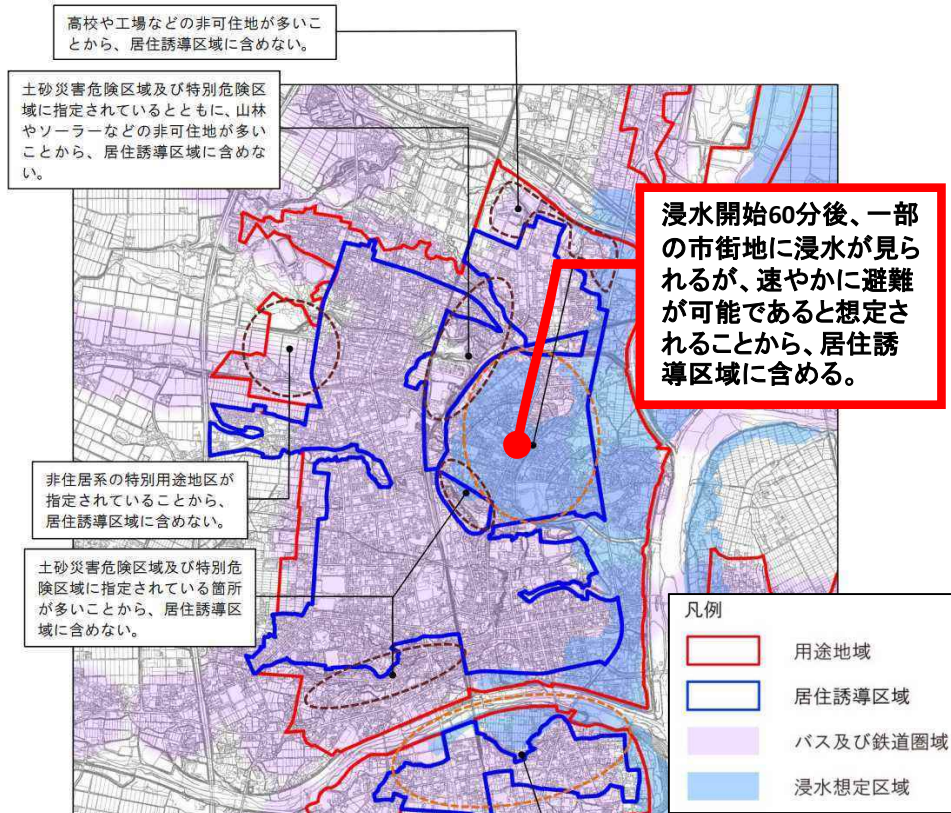 高校や工場などの非可住地が多いこ
とから、居住誘導区域に含めない。
土砂災害危険区域及び特別危険区
域に指定されているとともに、山林
やソーラーなどの非可住地が多い
ことから、居住誘導区域に含めな
い。
浸水開始60分後、一部
の市街地に浸水が見ら
れるが、速やかに避難
が可能であると想定さ
れることから、居住誘
導区域に含める。
非住居系の特別用途地区が
指定されていることから、
居住誘導区域に含めない。
土砂災害危険区域及び特別危
険区域に指定されている箇所
が多いことから、居住誘導区
域に含めない。
凡例
用途地域
居住誘導区域
バス及び鉄道圏域
浸水想定区域